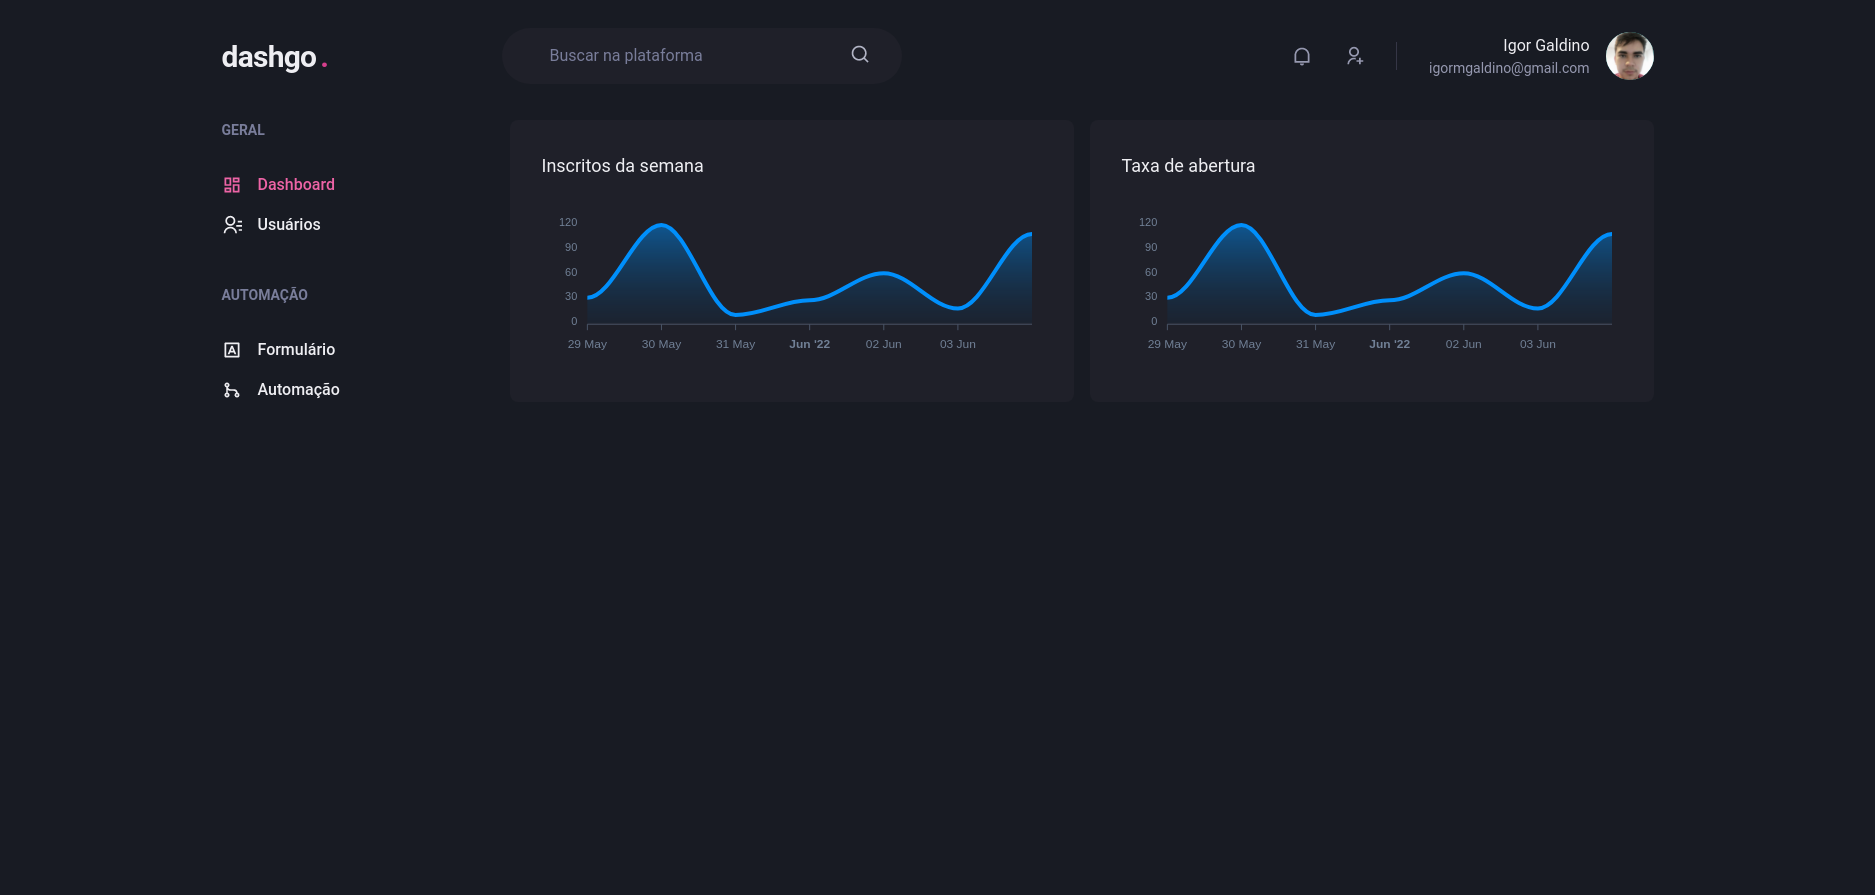 dashgo.
Buscar na plataforma
Igor Galdino
igormgaldino@gmail.com
GERAL
Dashboard
Usuários
AUTOMAÇÃO
Formulário
Automação
Inscritos da semana
120
90
60
30
0
29 May 30 May 31 May Jun '22 02 Jun 03 Jun
Taxa de abertura
120
90
60
30
0
29 May 30 May 31 May Jun '22 02 Jun 03 Jun